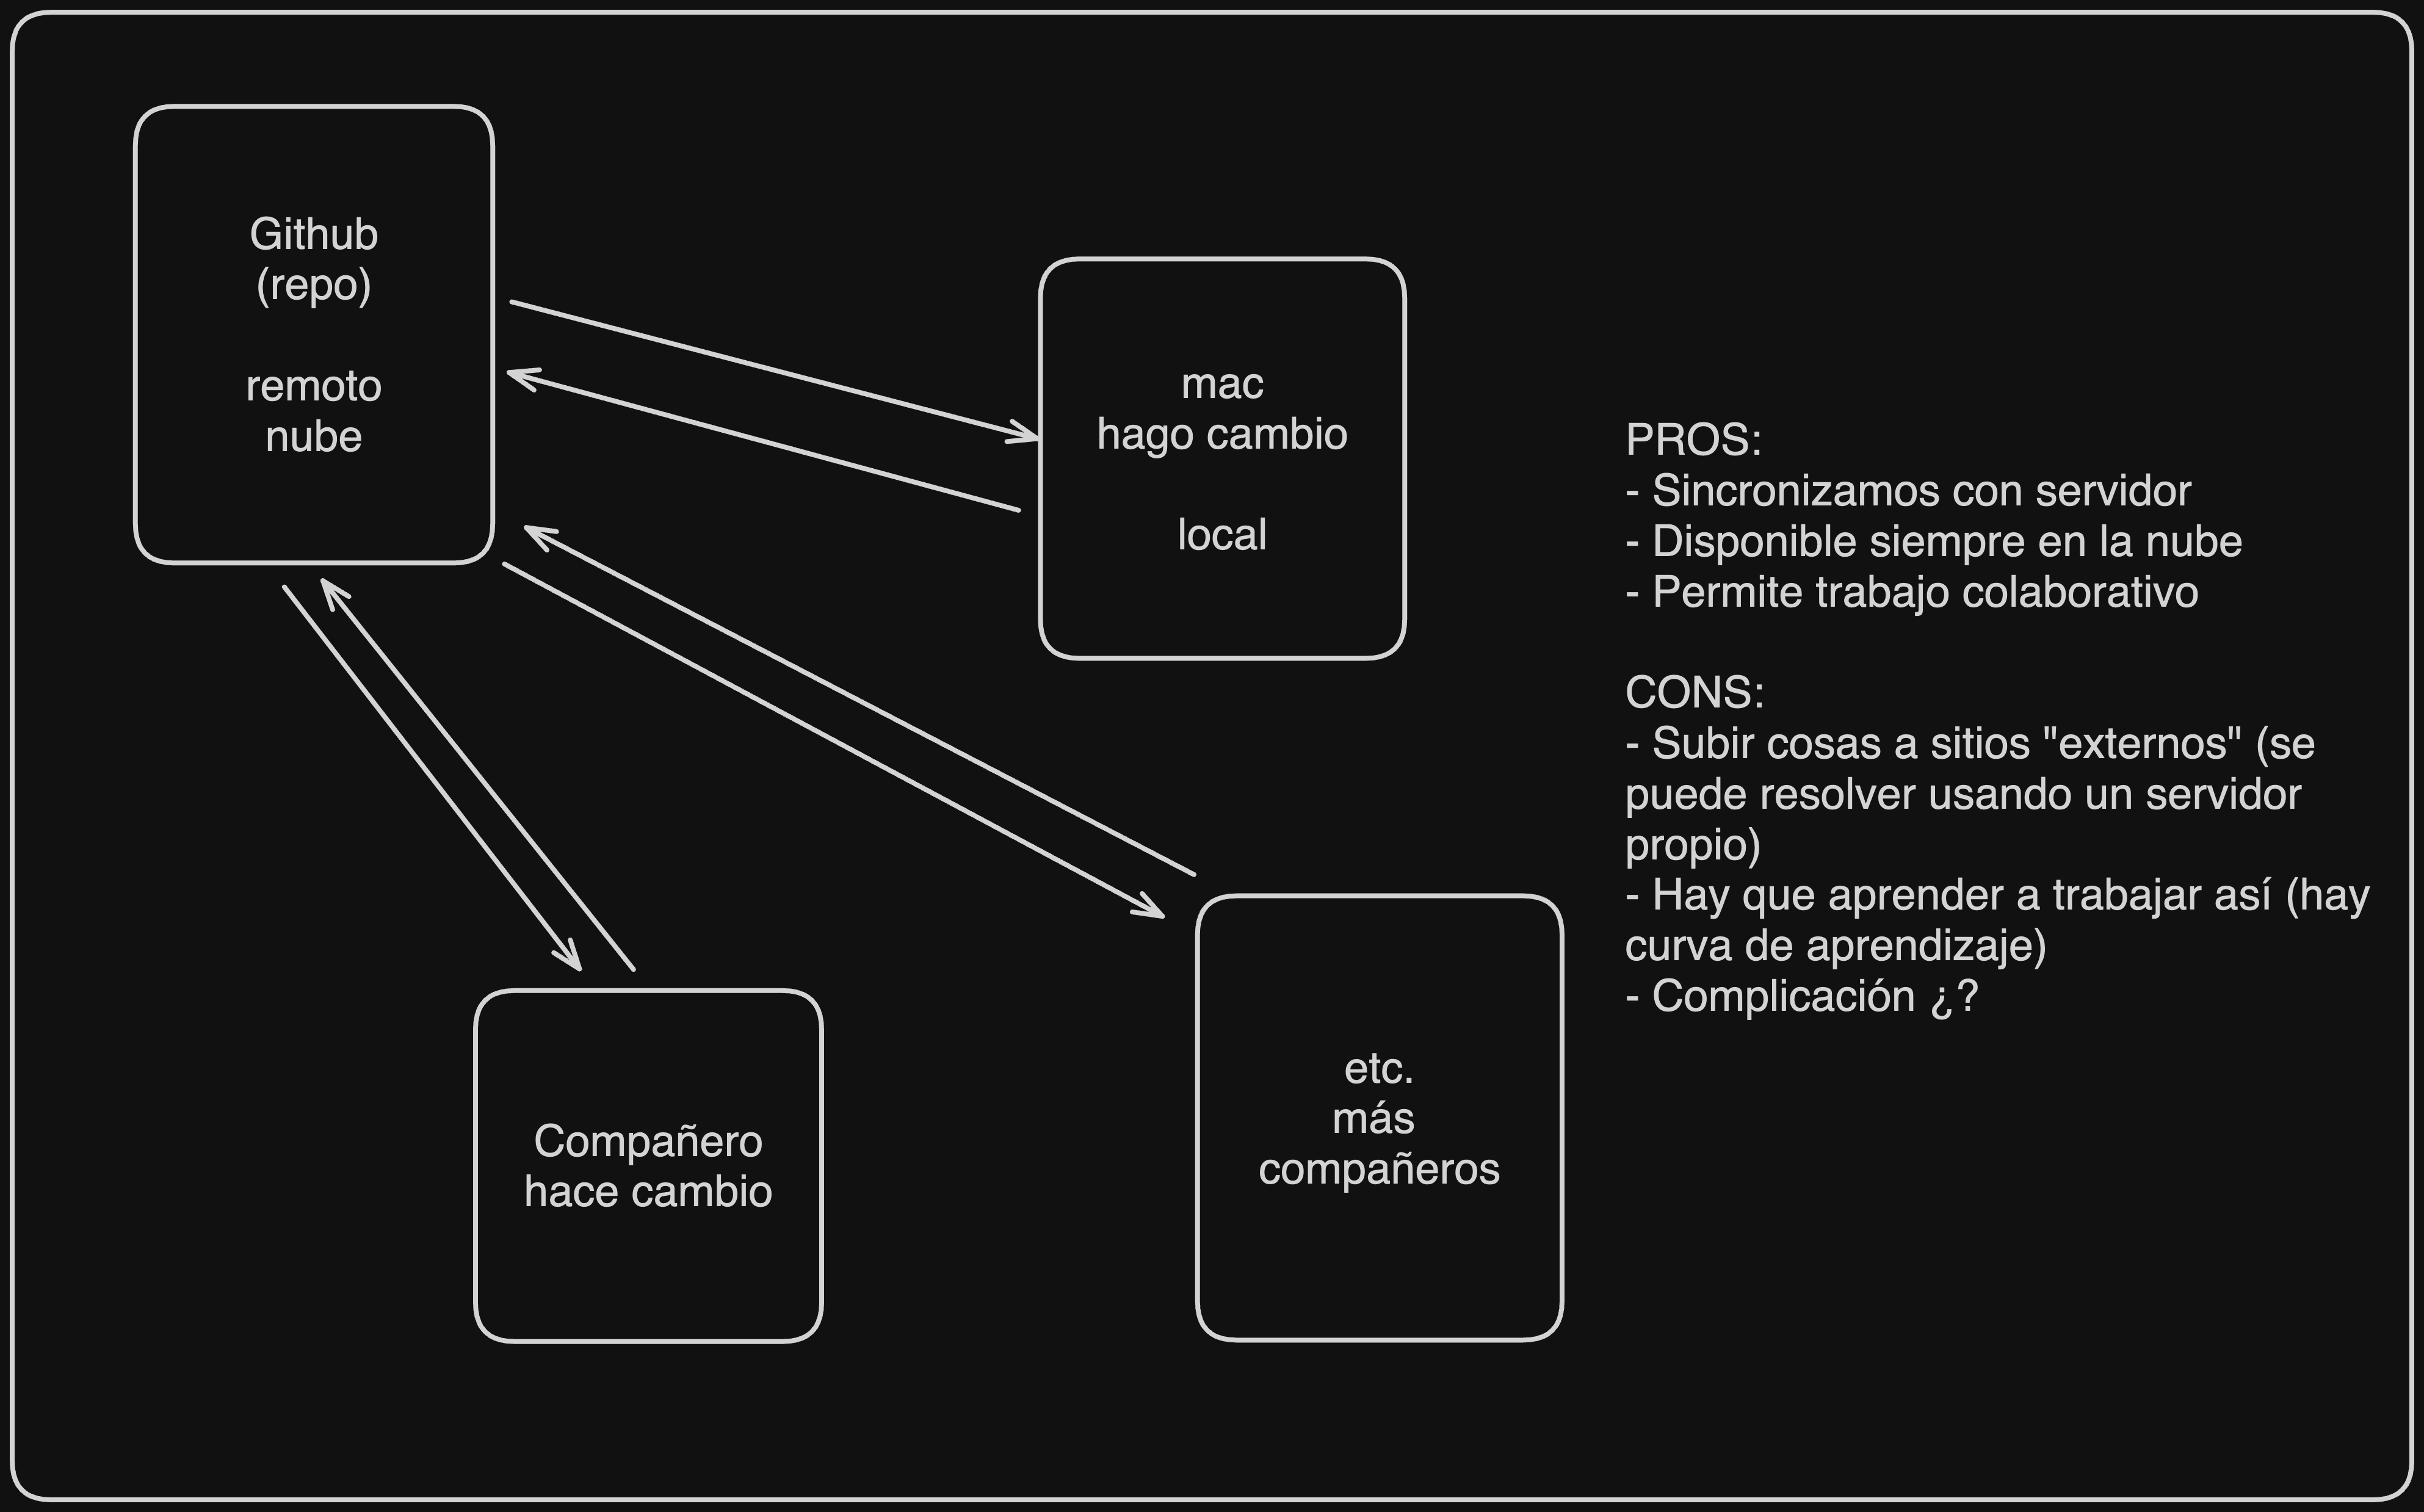 Github
(repo)
remoto
nube
mac
hago cambio
local
PROS:
- Sincronizamos con servidor
- Disponible siempre en la nube
- Permite trabajo colaborativo
CONS:
- Subir cosas a sitios "externos" (se
puede resolver usando un servidor
propio)
- Hay que aprender a trabajar así (hay
curva de aprendizaje)
- Complicación ¿?
Compañero
hace cambio
etc.
más
compañeros